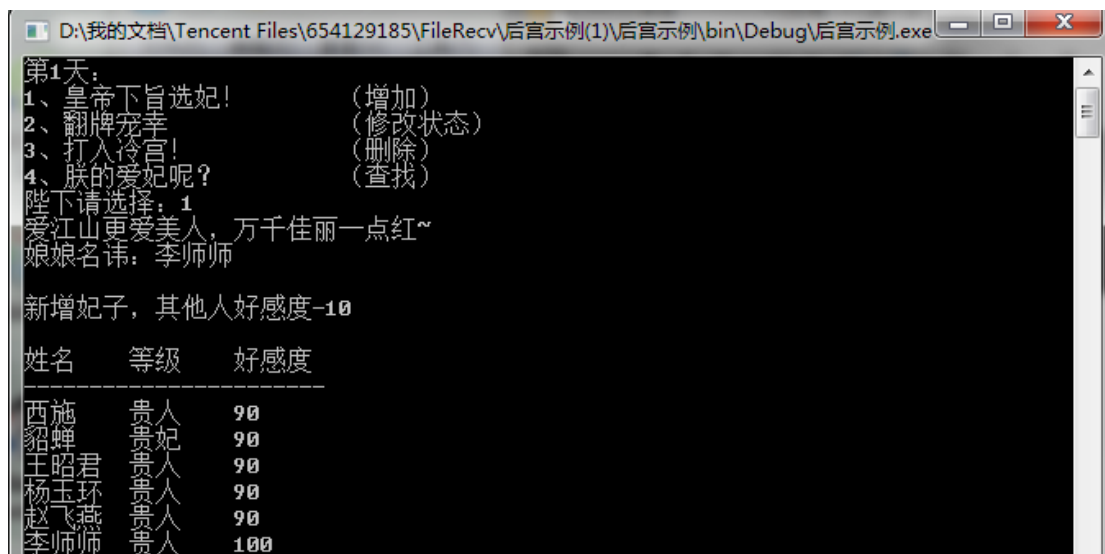 D:\我的文档\Tencent Files\654129185\FileRecv\后宫示例(1)\后宫示例\bin\Debug\后宫示例.exe
第1天:
1、皇帝下旨选妃! (增加)
2、翻牌宠幸 (修改状态)
3、打入冷宫! (删除)
4、朕的爱妃呢? (查找)
陛下请选择: 1
爱江山更爱美人, 万千佳丽一点红~
娘娘名讳: 李师师
新增妃子, 其他人好感度-10
姓名 等级 好感度
-----------------------
西施 贵人 90
貂蝉 贵妃 90
王昭君 贵人 90
杨玉环 贵人 90
赵飞燕 贵人 90
李师师 贵人 100